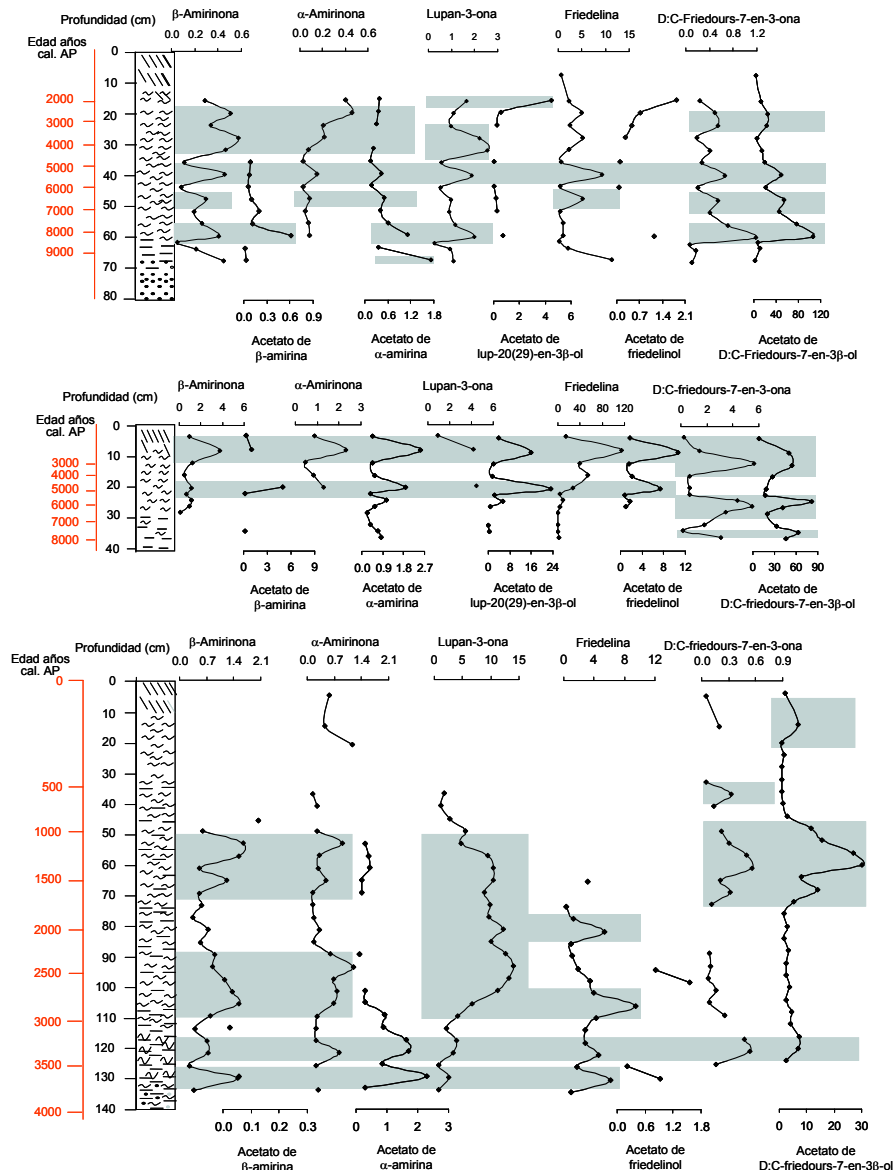 β-Amirinona α-Amirinona Lupan-3-ona Friedelina D:C-Friedours-7-en-3-ona
Profundidad (cm)
Edad años
cal. AP
0.0 0.2 0.4 0.6 0.0 0.2 0.4 0.6 0 1 2 3 0 5 10 15 0.0 0.4 0.8 1.2
0
10
2000
20
3000
30
4000
5000
40
6000
50
7000
8000
60
9000
70
80
0.0 0.3 0.6 0.9 0.0 0.6 1.2 1.8 0 2 4 6 0.0 0.7 1.4 2.1 0 40 80 120
Acetato de
β-amirina
Acetato de
α-amirina
Acetato de
lup-20(29)-en-3β-ol
Acetato de
friedelinol
Acetato de
D:C-Friedours-7-en-3β-ol
β-Amirinona α-Amirinona Lupan-3-ona Friedelina D:C-friedours-7-en-3-ona
Profundidad (cm)
Edad años
cal. AP
0 2 4 6 0 1 2 3 0 2 4 6 0 40 80 120 0 2 4 6
0
10
3000
4000
20
5000
6000
30
7000
8000
40
0 3 6 9 0.0 0.9 1.8 2.7 0 8 16 24 0 4 8 12 0 30 60 90
Acetato de
β-amirina
Acetato de
α-amirina
Acetato de
lup-20(29)-en-3β-ol
Acetato de
friedelinol
Acetato de
D:C-friedours-7-en-3β-ol
β-Amirinona α-Amirinona Lupan-3-ona Friedelina D:C-friedours-7-en-3-ona
Profundidad (cm)
Edad años
cal. AP
0.0 0.7 1.4 2.1 0.0 0.7 1.4 2.1 0 5 10 15 0 4 8 12 0.0 0.3 0.6 0.9
0 0
10
20
30
500
40
1000
50
60
1500
70
80
2000
90
2500
100
110
3000
120
3500
130
4000
140
0.0 0.3 0 1 2 3 0.0 0.6 1.2 1.8 0 10 20 30
Acetato de
β-amirina
Acetato de
α-amirina
Acetato de
friedelinol
Acetato de
D:C-friedours-7-en-3β-ol